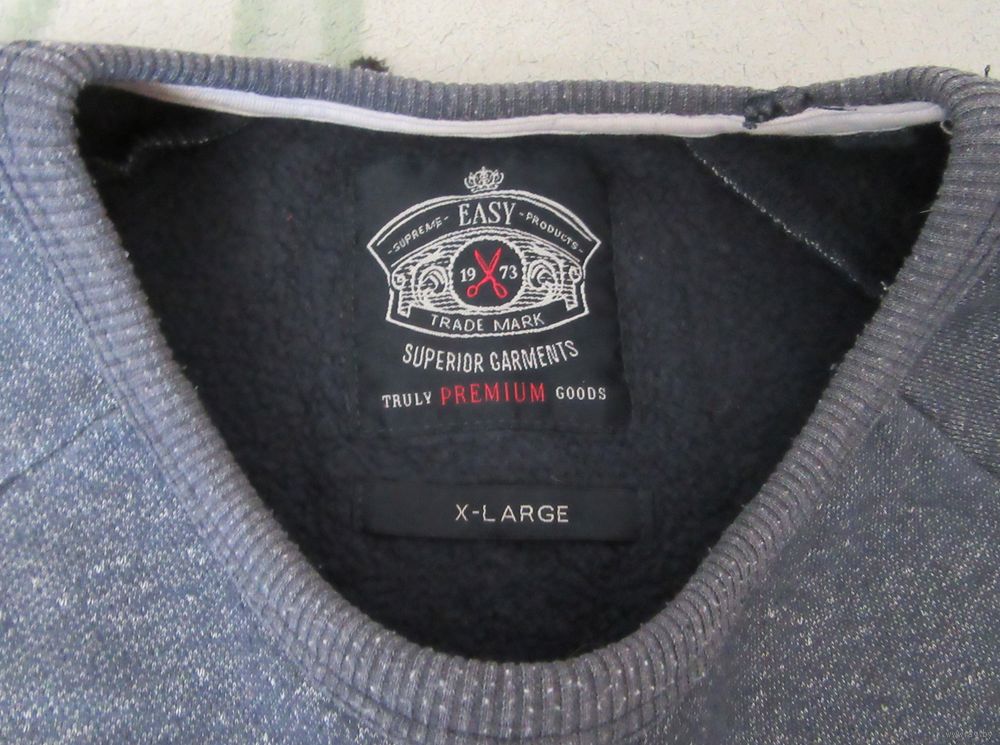 EASY
-SUPREME- -PRODUCTS-
19 73
TRADE MARK
SUPERIOR GARMENTS
TRULY PREMIUM GOODS
X-LARGE